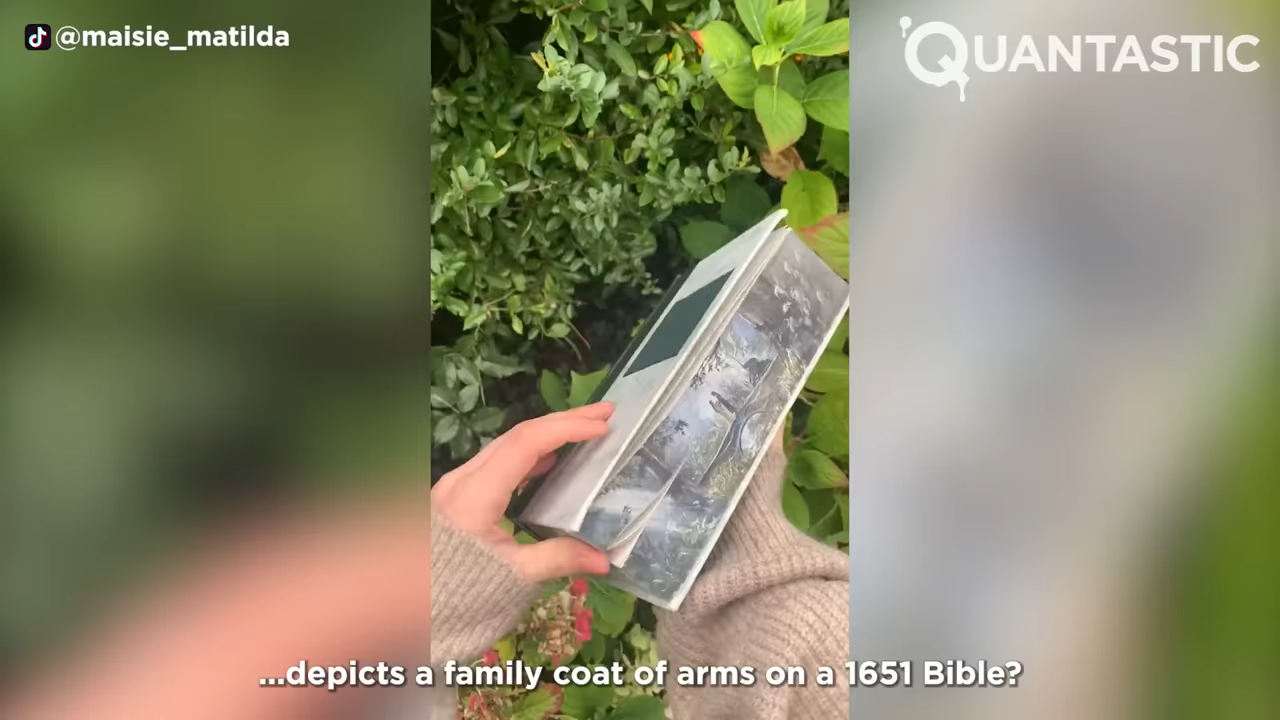 @maisie_matilda
QUANTASTIC
...depicts a family coat of arms on a 1651 Bible?